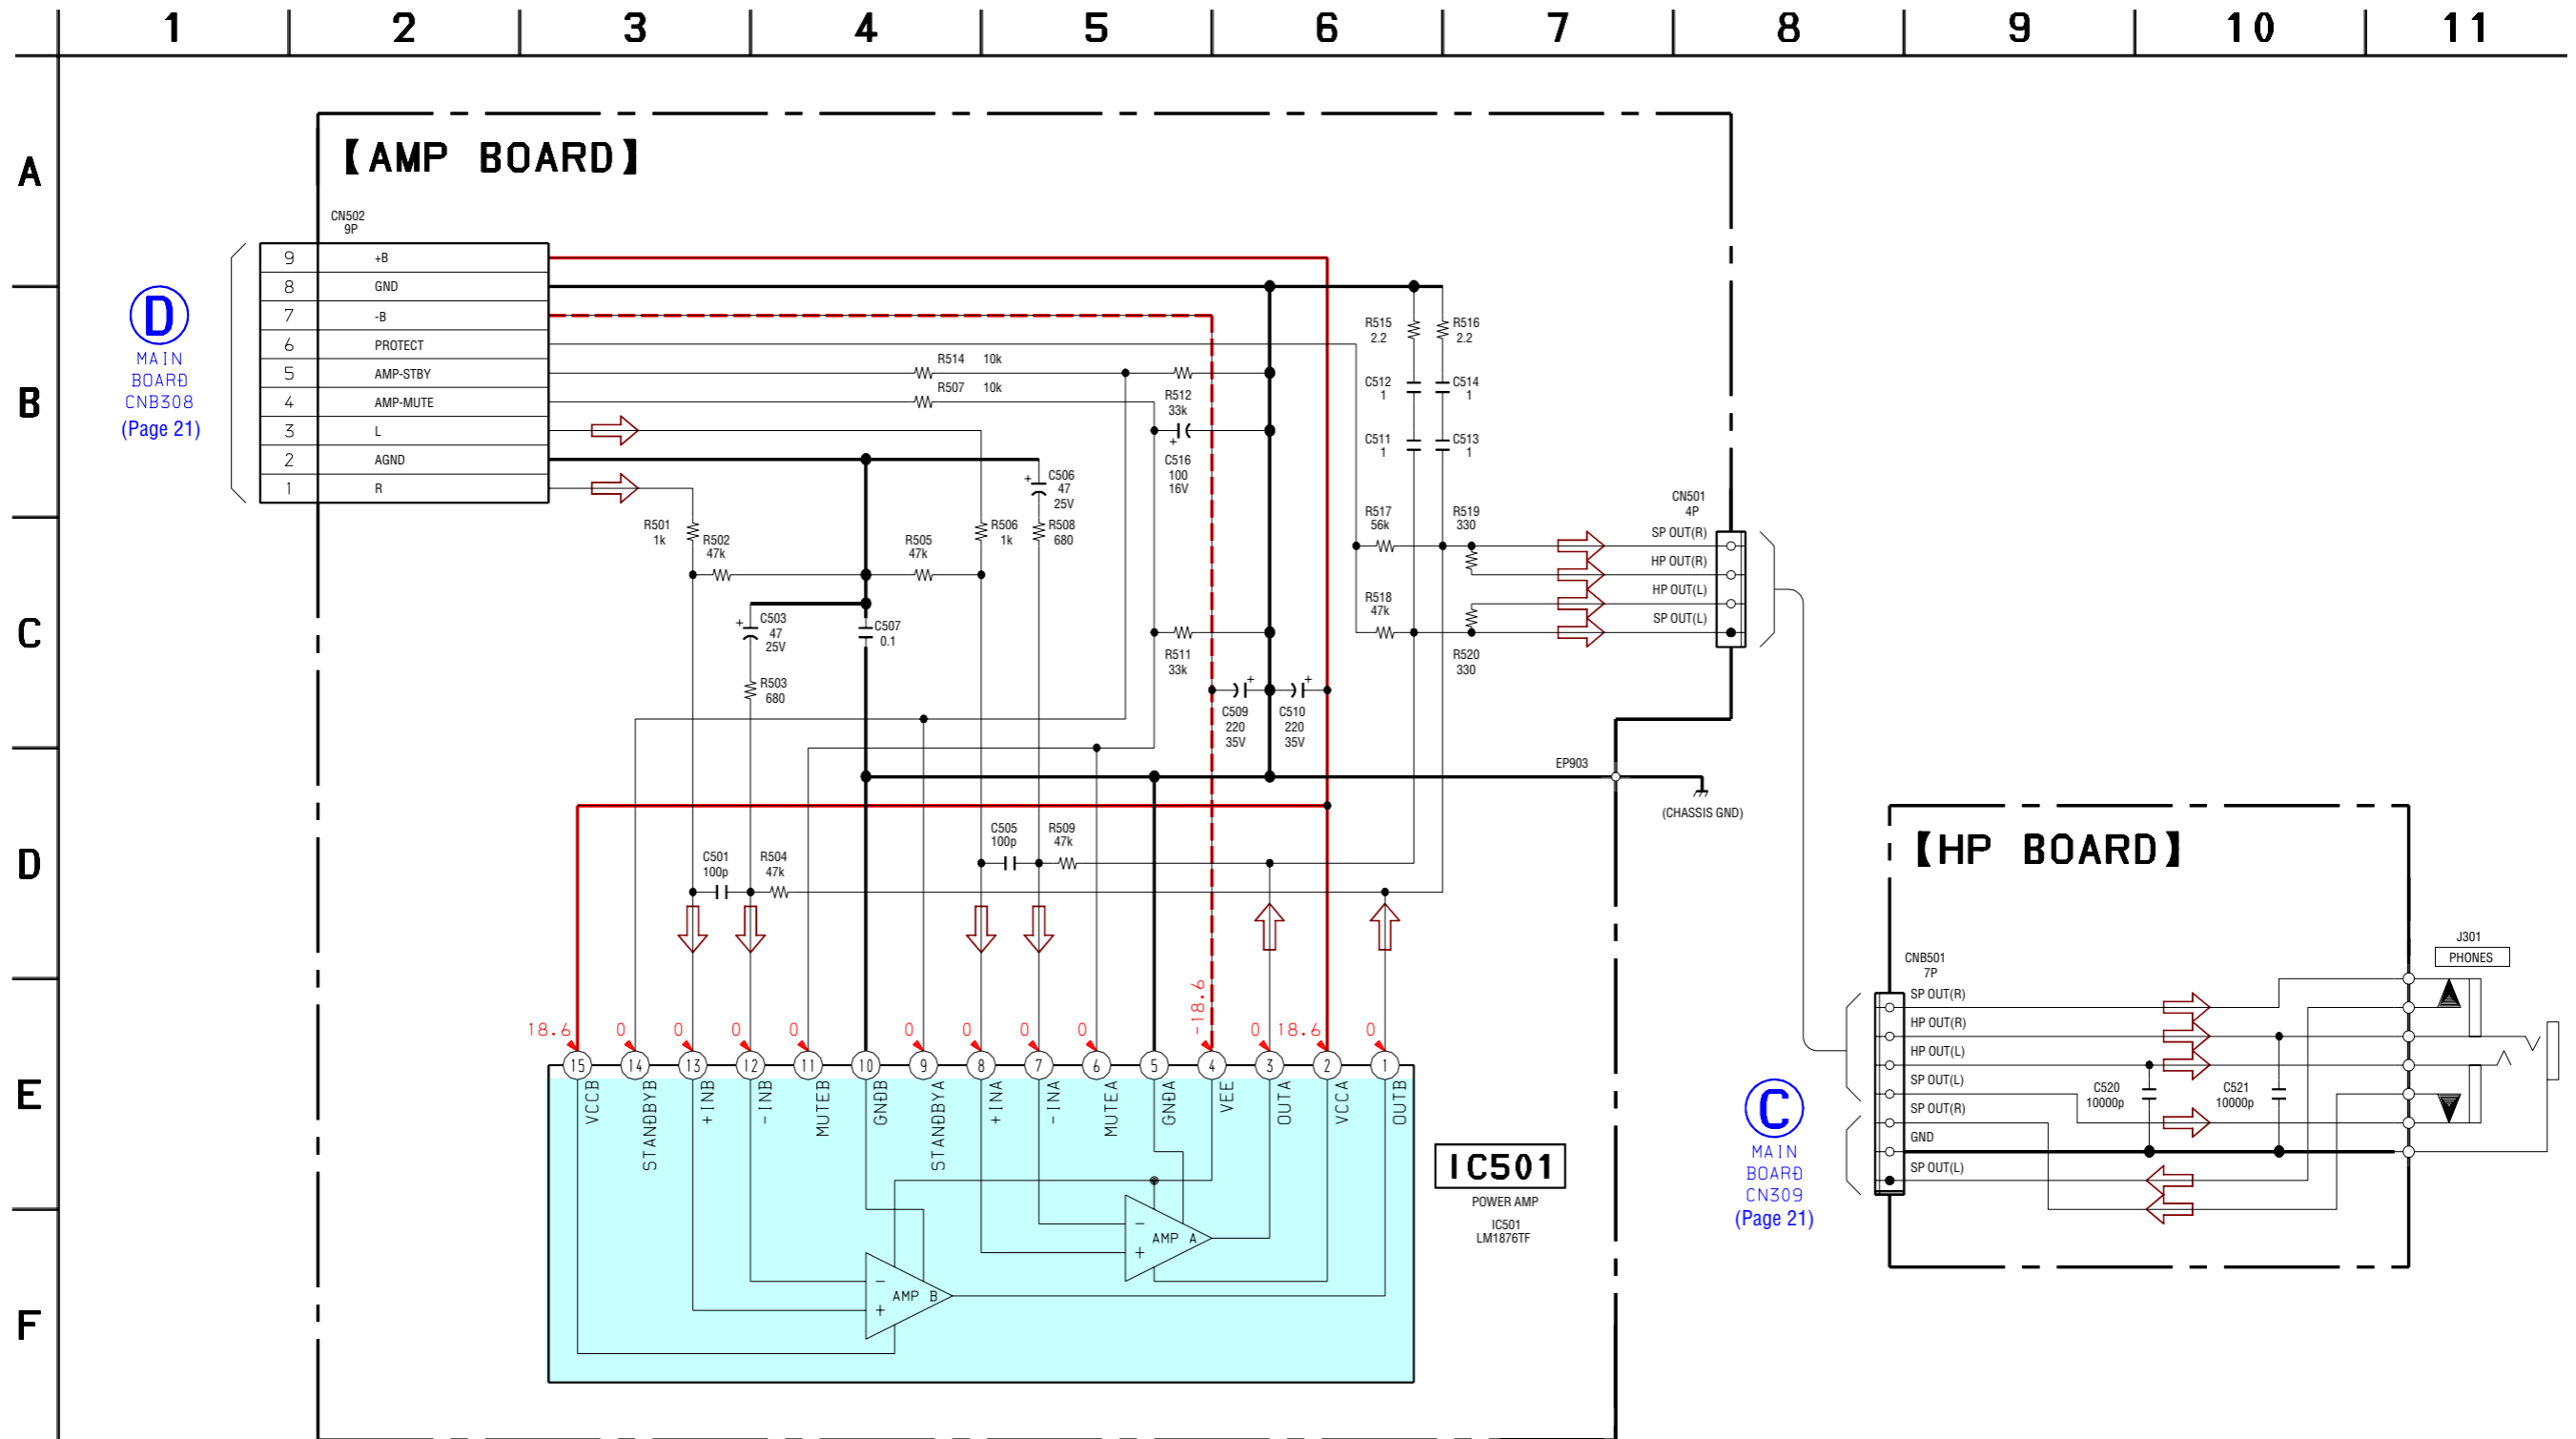 1 2 3 4 5 6 7 8 9 10 11
A
B
C
D
E
F
【AMP BOARD】
CN502
9P
9 +B
8 GND
7 -B
6 PROTECT
5 AMP-STBY
4 AMP-MUTE
3 L
2 AGND
1 R
D
MAIN
BOARD
CNB308
(Page 21)
R514 10k
R507 10k
R512
33k
C516
100
16V
+
R515
2.2
R516
2.2
C512
1
C514
1
C511
1
C513
1
C506
47
25V
+
R501
1k
R502
47k
R505
47k
R506
1k
R508
680
R517
56k
R519
330
R518
47k
R520
330
CN501
4P
SP OUT(R)
HP OUT(R)
HP OUT(L)
SP OUT(L)
C503
47
25V
+
C507
0.1
R503
680
R511
33k
C509
220
35V
+
C510
220
35V
+
EP903
(CHASSIS GND)
C501
100p
R504
47k
C505
100p
R509
47k
18.6 0 0 0 0 0 0 0 0 -18.6 0 18.6 0
15 14 13 12 11 10 9 8 7 6 5 4 3 2 1
VCCB
STANDBYB
+INB
-INB
MUTEB
GNDB
STANDBYA
+INA
-INA
MUTEA
GNDA
VEE
OUTA
VCCA
OUTB
− AMP A +
− AMP B +
IC501
POWER AMP
IC501
LM1876TF
【HP BOARD】
CNB501
7P
SP OUT(R)
HP OUT(R)
HP OUT(L)
SP OUT(L)
SP OUT(R)
GND
SP OUT(L)
C520
10000p
C521
10000p
J301
PHONES
C
MAIN
BOARD
CN309
(Page 21)